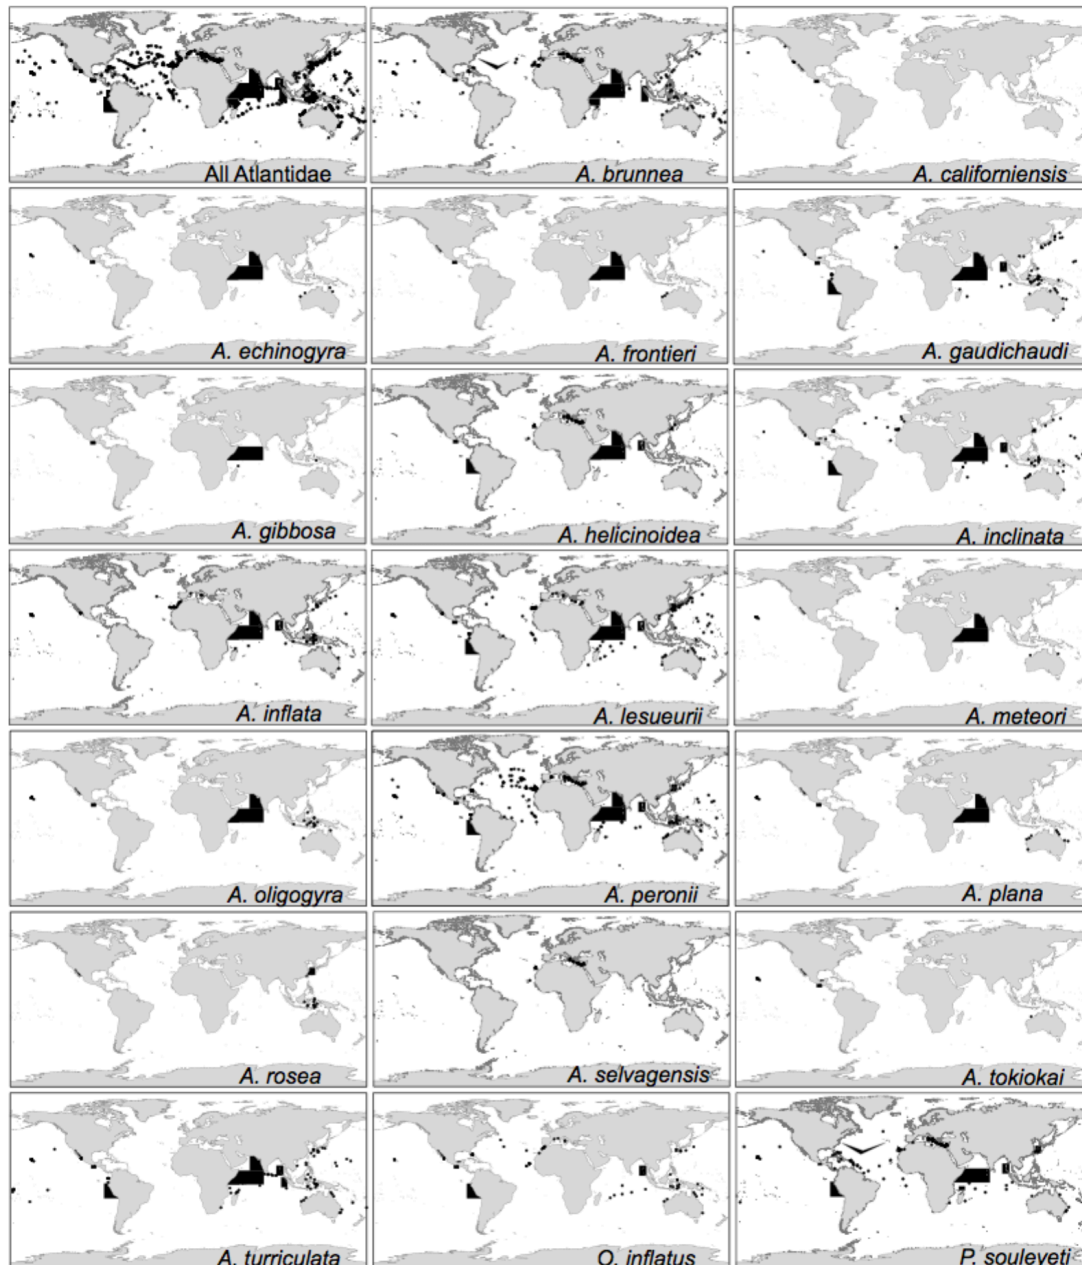 All Atlantidae
A. brunnea
A. californiensis
A. echinogyra
A. frontieri
A. gaudichaudi
A. gibbosa
A. helicinoidea
A. inclinata
A. inflata
A. lesueurii
A. meteori
A. oligogyra
A. peronii
A. plana
A. rosea
A. selvagensis
A. tokiokai
A. turriculata
O. inflatus
P. souleyeti